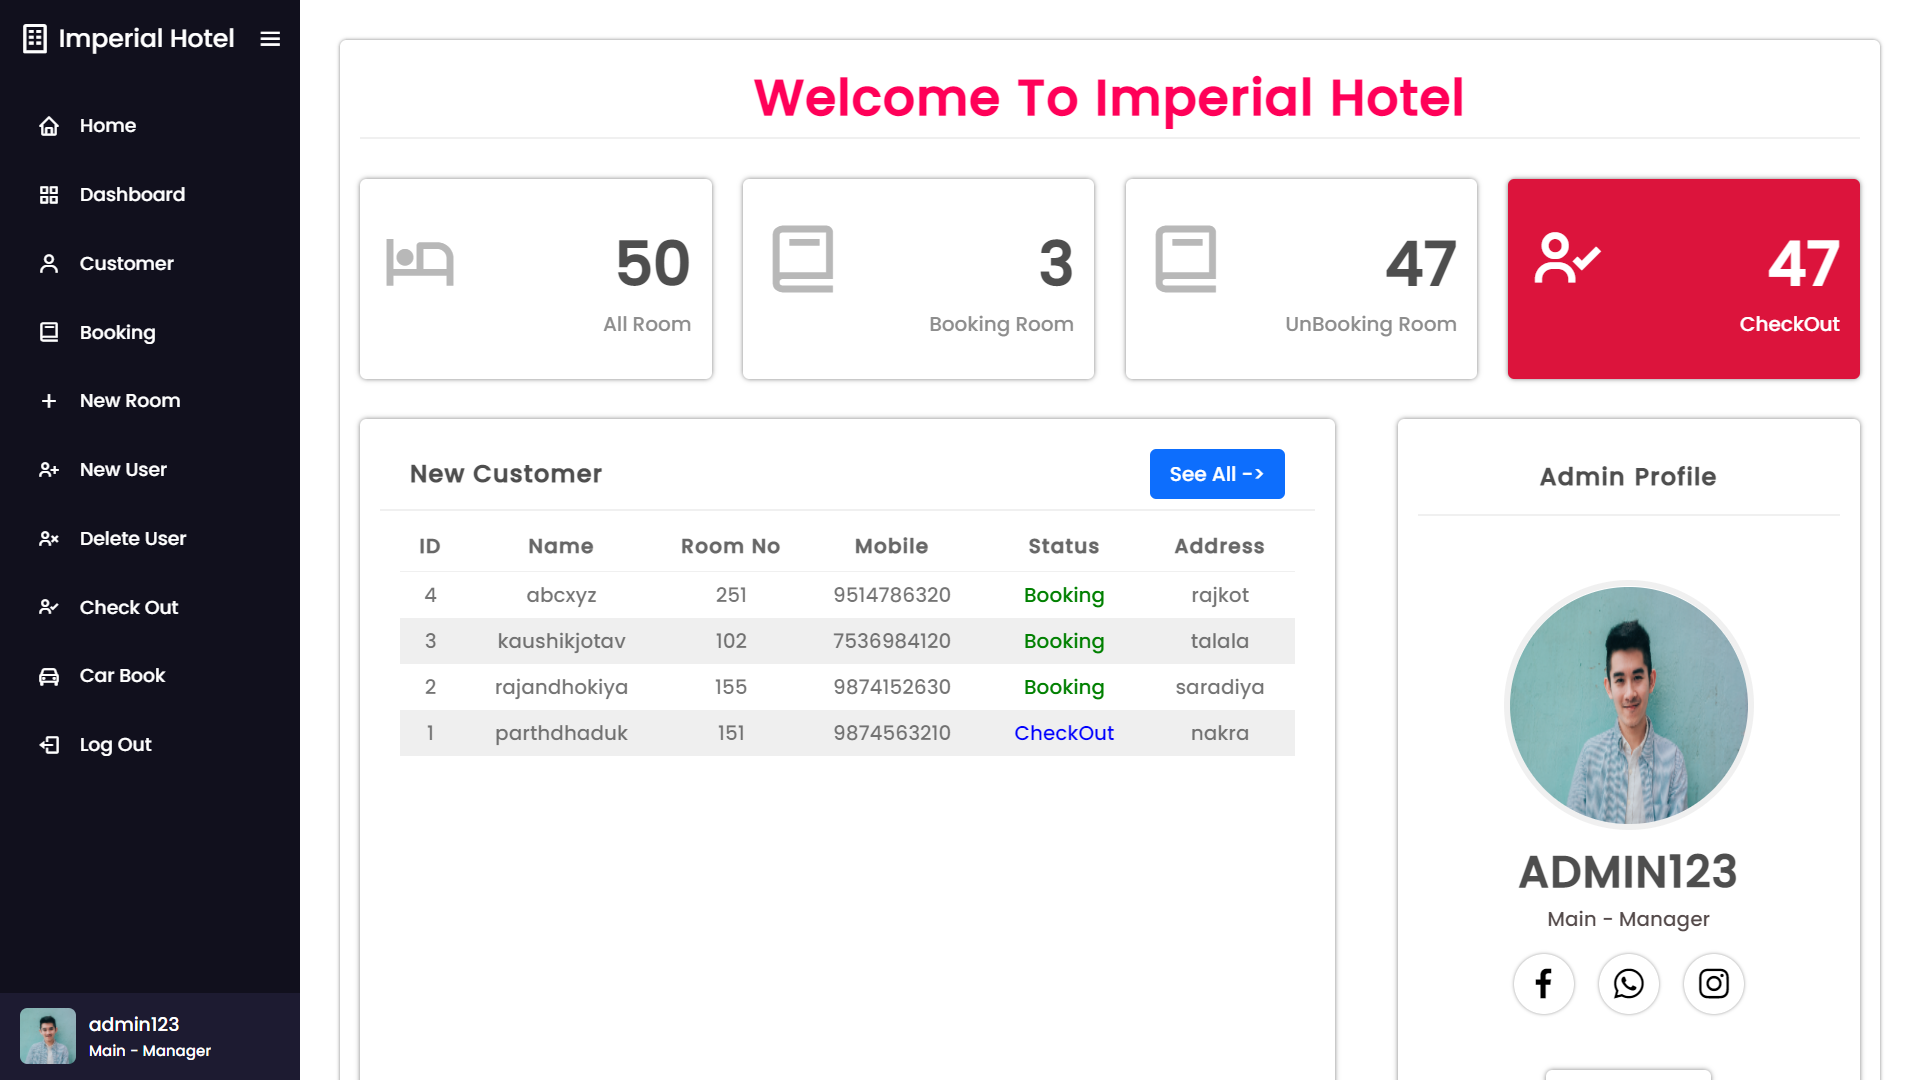 Imperial Hotel
Home
Dashboard
Customer
Booking
New Room
New User
Delete User
Check Out
Car Book
Log Out
admin123
Main - Manager
Welcome To Imperial Hotel
50
All Room
3
Booking Room
47
UnBooking Room
47
CheckOut
New Customer
See All ->
ID Name Room No Mobile Status Address
4 abcxyz 251 9514786320 Booking rajkot
3 kaushikjotav 102 7536984120 Booking talala
2 rajandhokiya 155 9874152630 Booking saradiya
1 parthdhaduk 151 9874563210 CheckOut nakra
Admin Profile
ADMIN123
Main - Manager